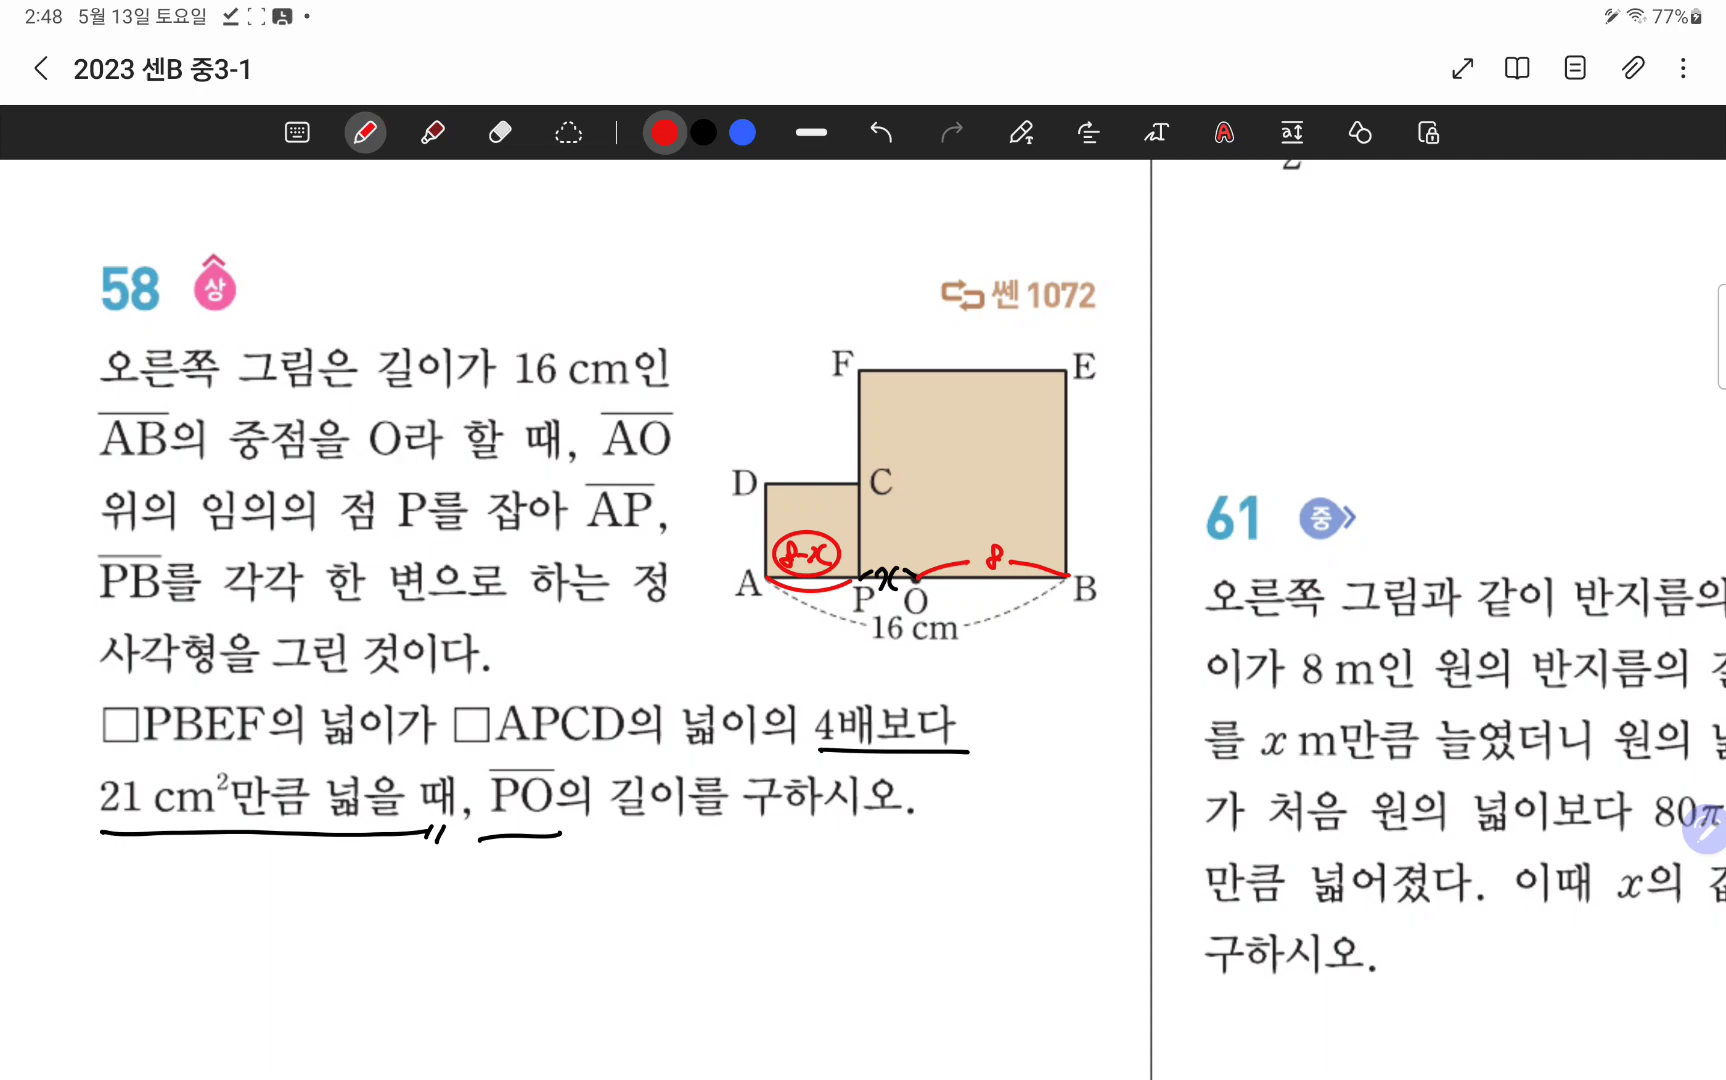 2:48 5월 13일 토요일
77%
2023 센B 중3-1
58 상
쎈 1072
오른쪽 그림은 길이가 16 cm인
AB의 중점을 O라 할 때, AO
위의 임의의 점 P를 잡아 AP,
PB를 각각 한 변으로 하는 정
사각형을 그린 것이다.
□PBEF의 넓이가 □APCD의 넓이의 4배보다
21 cm²만큼 넓을 때, PO의 길이를 구하시오.
F E
D C
8-x 8
A P x O B
16 cm
61 중
오른쪽 그림과 같이 반지름의
이가 8 m인 원의 반지름의
를 x m만큼 늘였더니 원의
가 처음 원의 넓이보다 80π
만큼 넓어졌다. 이때 x의
구하시오.